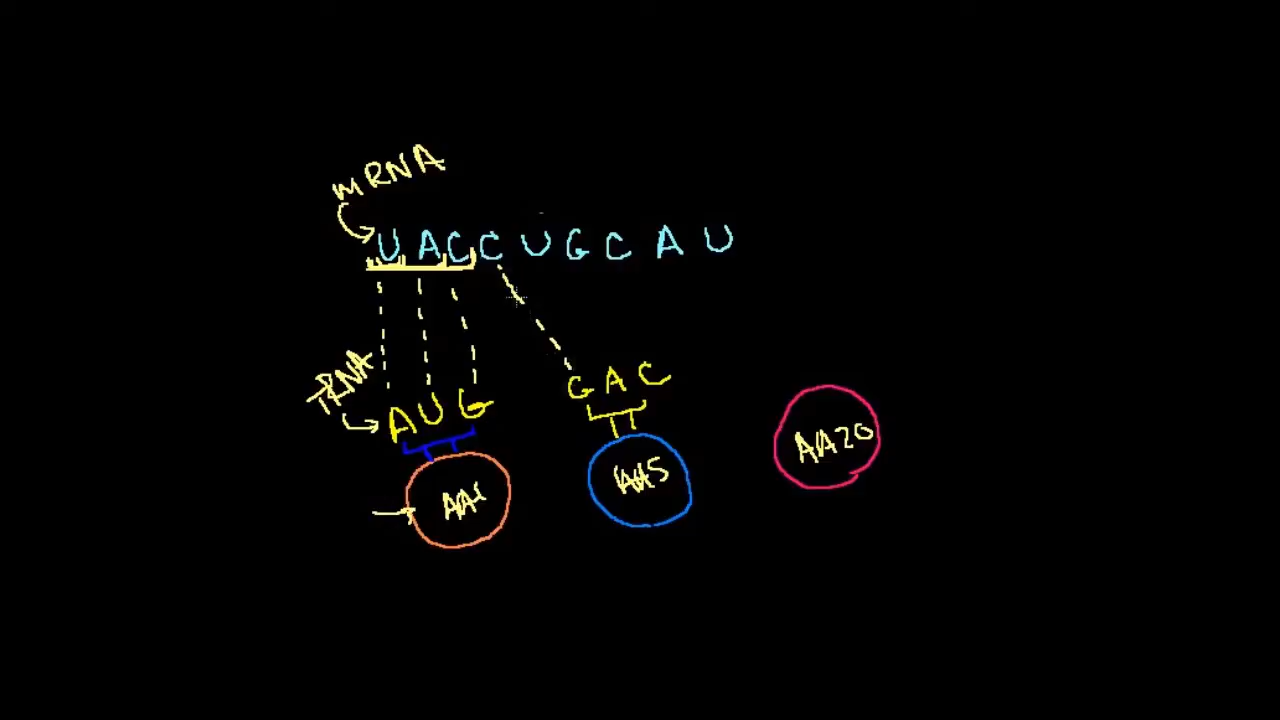 mRNA
U A C C U G C A U
tRNA
G A C
A U G
AA20
AA5
AA1